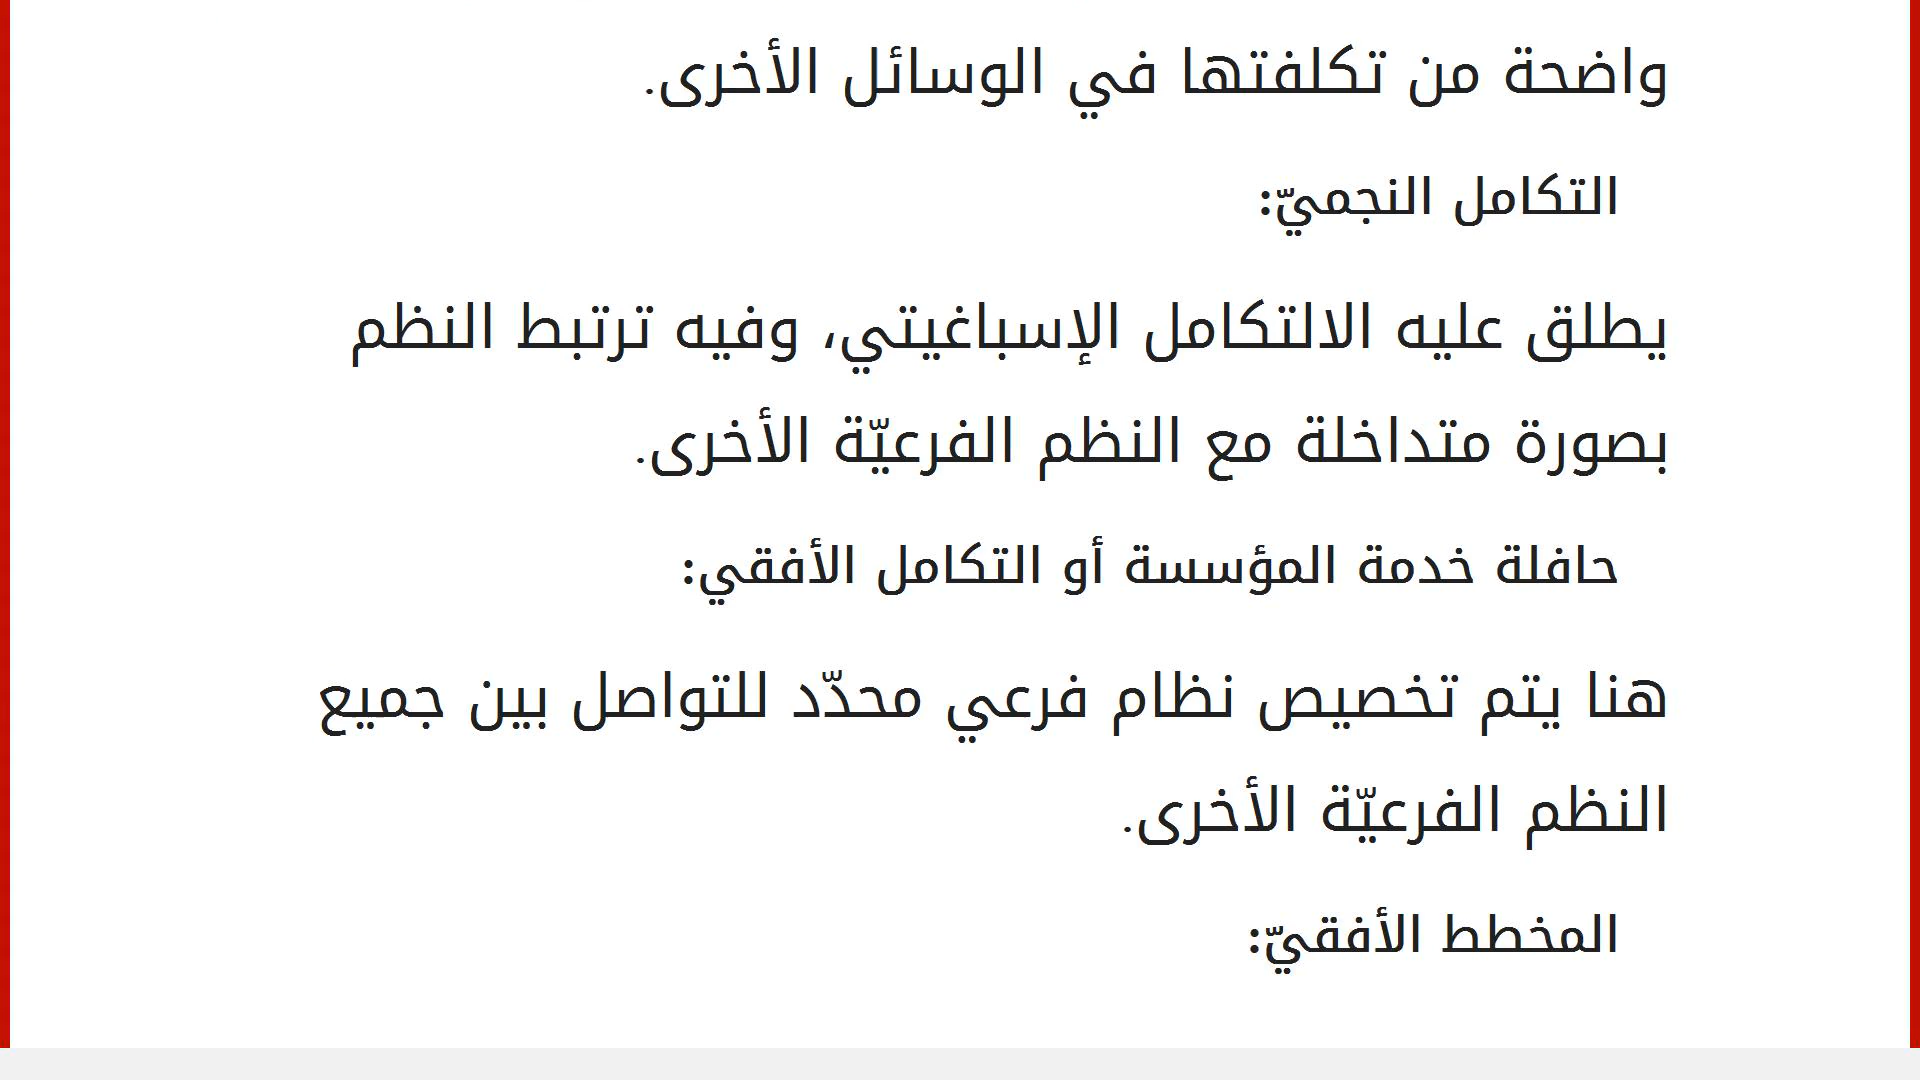 واضحة من تكلفتها في الوسائل الأخرى.
التكامل النجميّ:
يطلق عليه الالتكامل الإسباغيتي، وفيه ترتبط النظم
بصورة متداخلة مع النظم الفرعيّة الأخرى.
حافلة خدمة المؤسسة أو التكامل الأفقي:
هنا يتم تخصيص نظام فرعي محدّد للتواصل بين جميع
النظم الفرعيّة الأخرى.
المخطط الأفقيّ: